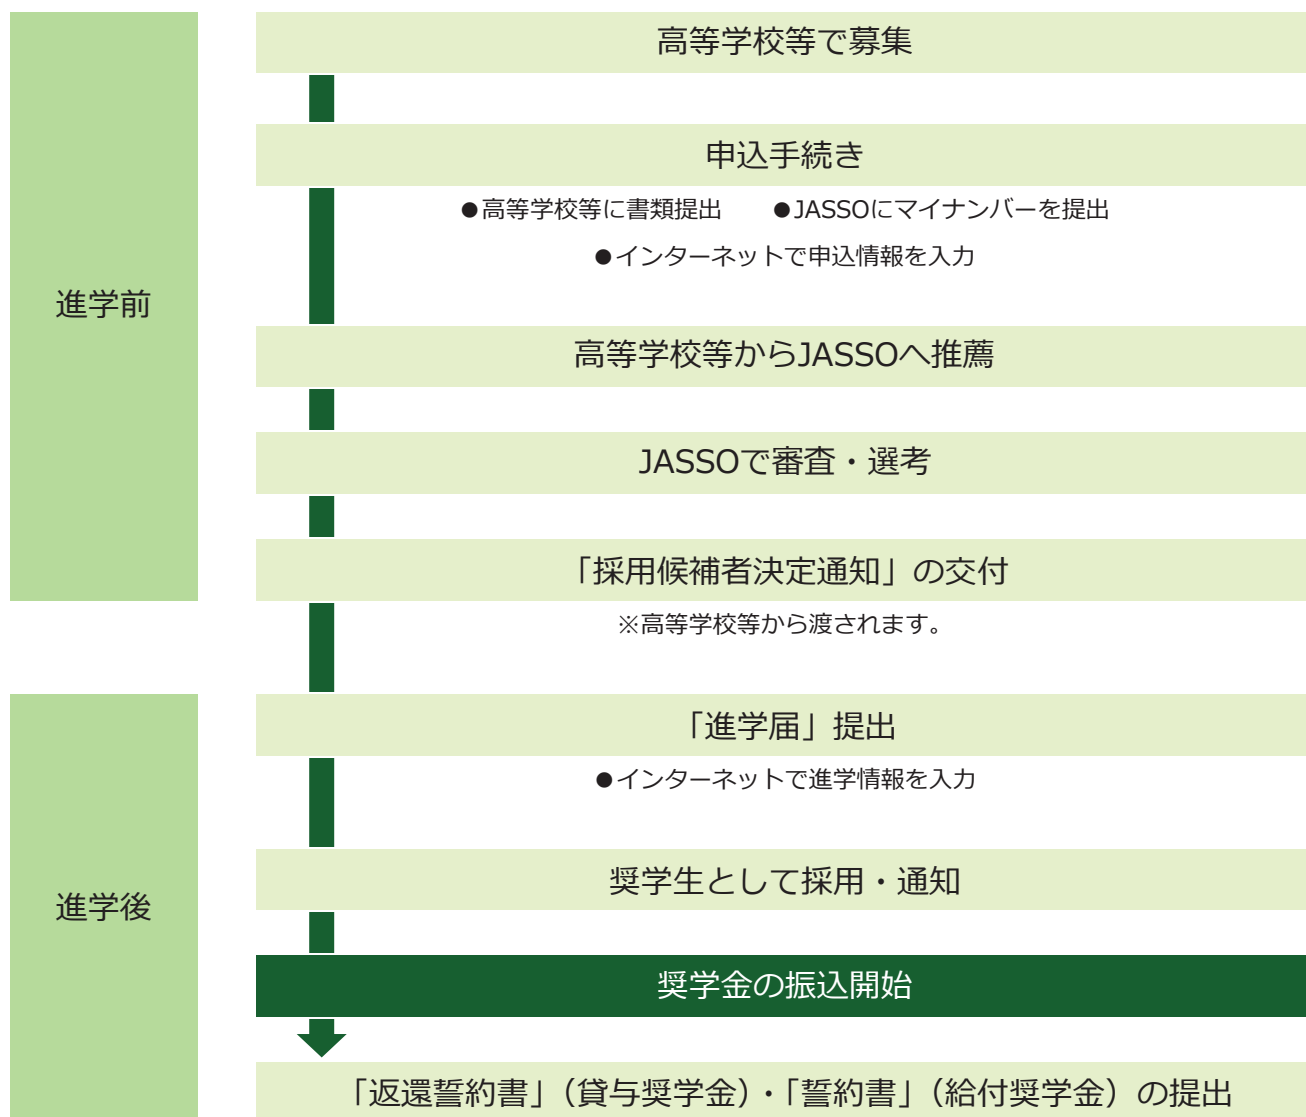 進学前
高等学校等で募集
申込手続き
●高等学校等に書類提出 ●JASSOにマイナンバーを提出
●インターネットで申込情報を入力
高等学校等からJASSOへ推薦
JASSOで審査・選考
「採用候補者決定通知」の交付
※高等学校等から渡されます。
進学後
「進学届」提出
●インターネットで進学情報を入力
奨学生として採用・通知
奨学金の振込開始
「返還誓約書」（貸与奨学金）・「誓約書」（給付奨学金）の提出